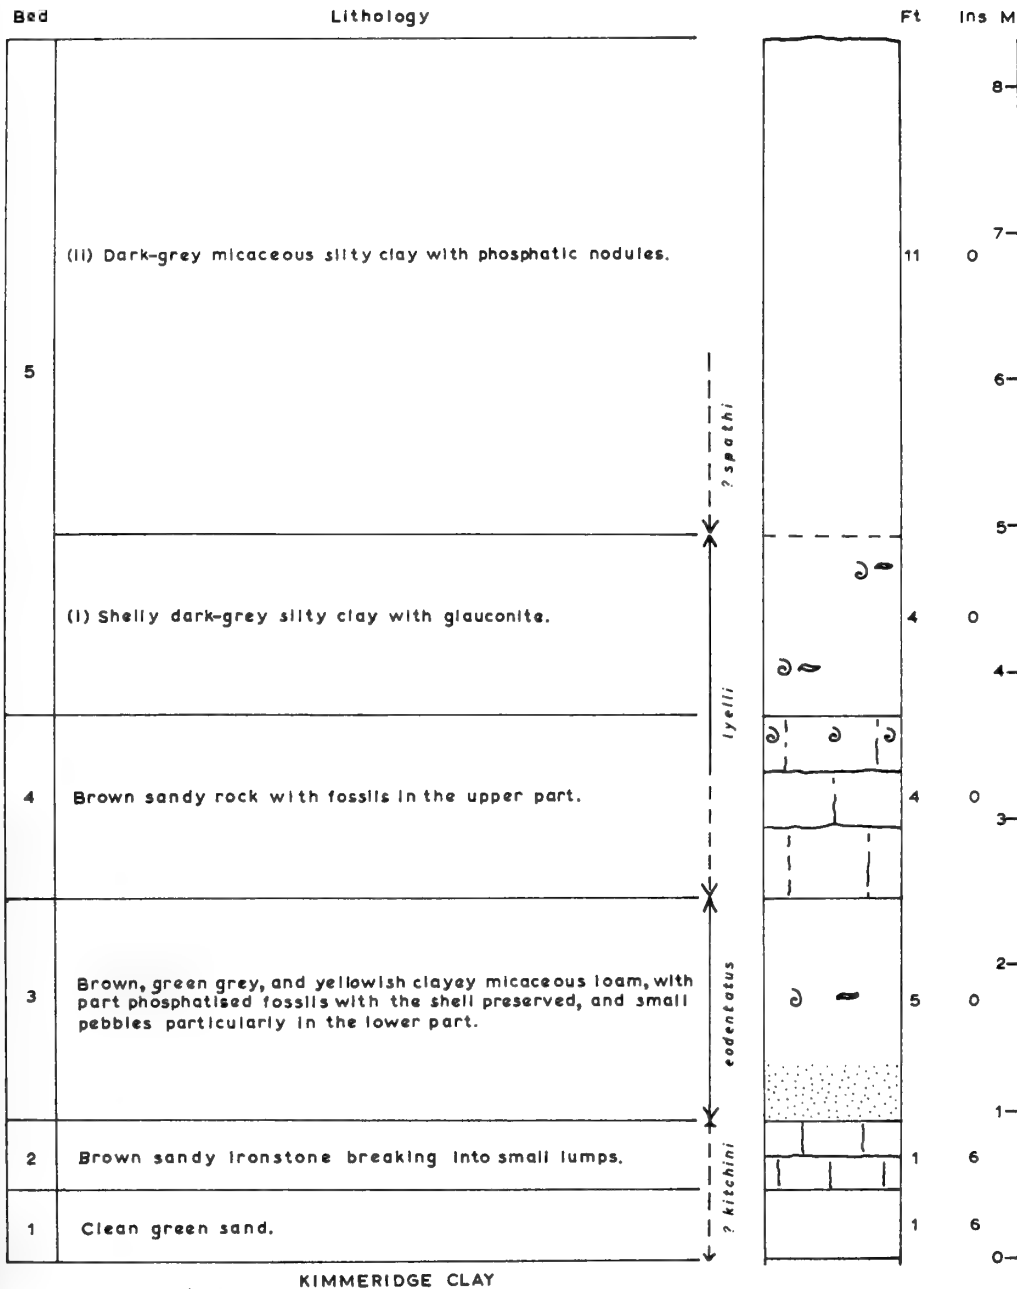 Bed Lithology Ft Ins M
8
7
(ii) Dark-grey micaceous silty clay with phosphatic nodules. 11 0
6
5
? spathi
5
(i) Shelly dark-grey silty clay with glauconite. 4 0
4
lyelli
4 Brown sandy rock with fossils in the upper part. 4 0
3
2
Brown, green grey, and yellowish clayey micaceous loam, with
3 part phosphatised fossils with the shell preserved, and small 5 0
pebbles particularly in the lower part.
eodentatus
1
2 Brown sandy ironstone breaking into small lumps. 1 6
? kitchini
1 Clean green sand. 1 6
0
KIMMERIDGE CLAY